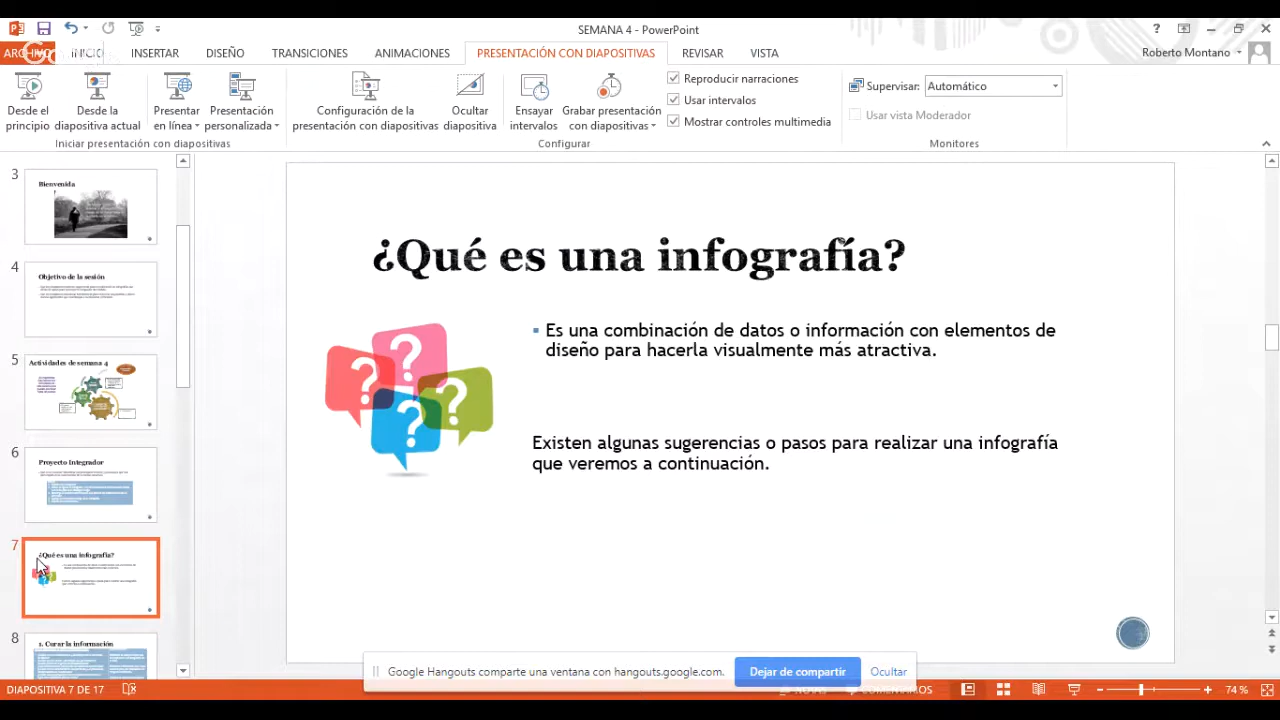 SEMANA 4 - PowerPoint
ARCHIVO INICIO INSERTAR DISEÑO TRANSICIONES ANIMACIONES PRESENTACIÓN CON DIAPOSITIVAS REVISAR VISTA
Roberto Montano
Desde el principio
Desde la diapositiva actual
Presentar en línea
Presentación personalizada
Configuración de la presentación con diapositivas
Ocultar diapositiva
Ensayar intervalos
Grabar presentación con diapositivas
Reproducir narraciones
Usar intervalos
Mostrar controles multimedia
Supervisar: Automático
Usar vista Moderador
Iniciar presentación con diapositivas
Configurar
Monitores
3
Bienvenida
4
Objetivo de la sesión
5
Actividades de semana 4
6
Proyecto Integrador
7
¿Qué es una infografía?
8
1. Curar la información
¿Qué es una infografía?
Es una combinación de datos o información con elementos de
diseño para hacerla visualmente más atractiva.
Existen algunas sugerencias o pasos para realizar una infografía
que veremos a continuación.
Google Hangouts comparte una ventana con hangouts.google.com.
Dejar de compartir
Ocultar
DIAPOSITIVA 7 DE 17
NOTAS
COMENTARIOS
74 %